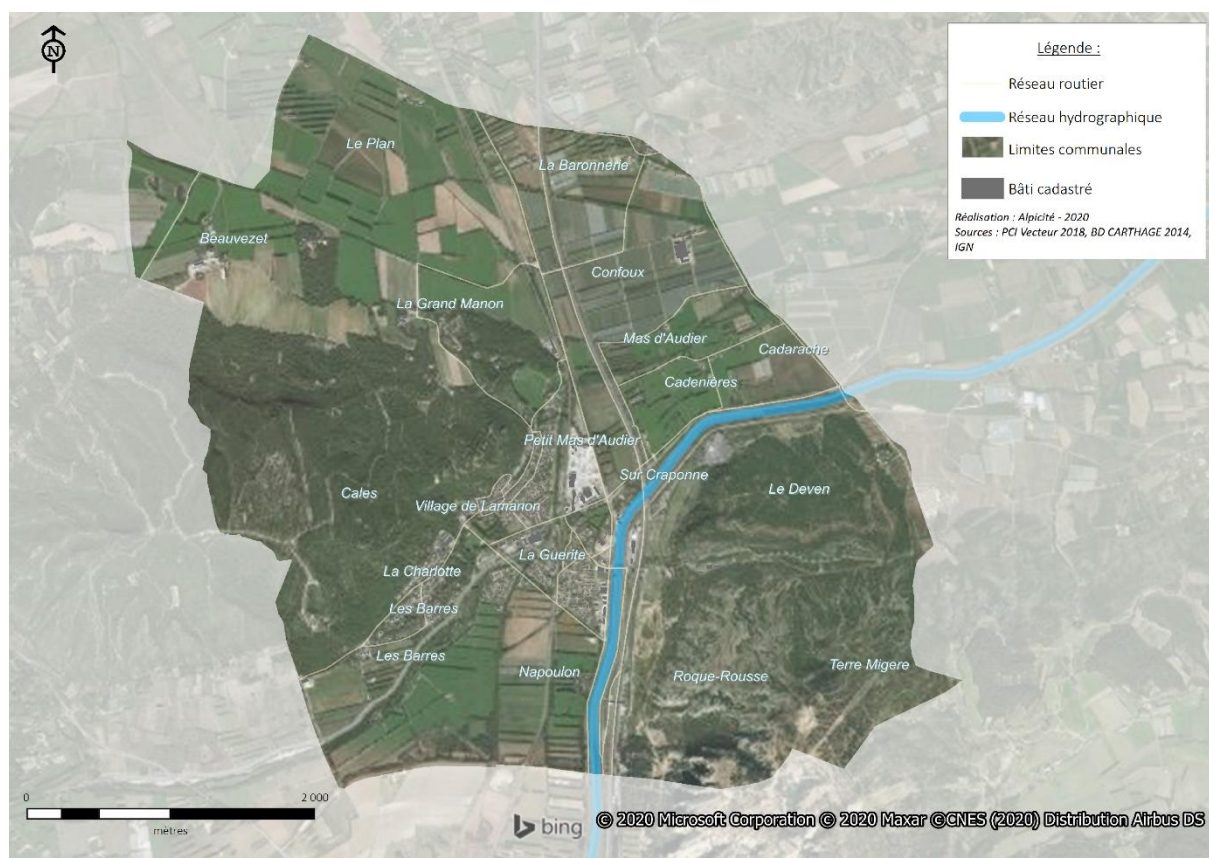 N
Légende :
Réseau routier
Réseau hydrographique
Limites communales
Bâti cadastré
Réalisation : Alpicité - 2020
Sources : PCI Vecteur 2018, BD CARTHAGE 2014,
IGN
Le Plan
La Baronnerie
Beauvezet
Confoux
La Grand Manon
Mas d'Audier
Cadarache
Cadenières
Petit Mas d'Audier
Sur Craponne
Le Deven
Cales
Village de Lamanon
La Guerite
La Charlotte
Les Barres
Les Barres
Napoulon
Roque-Rousse
Terre Migere
0
2 000
mètres
bing
© 2020 Microsoft Corporation © 2020 Maxar ©CNES (2020) Distribution Airbus DS